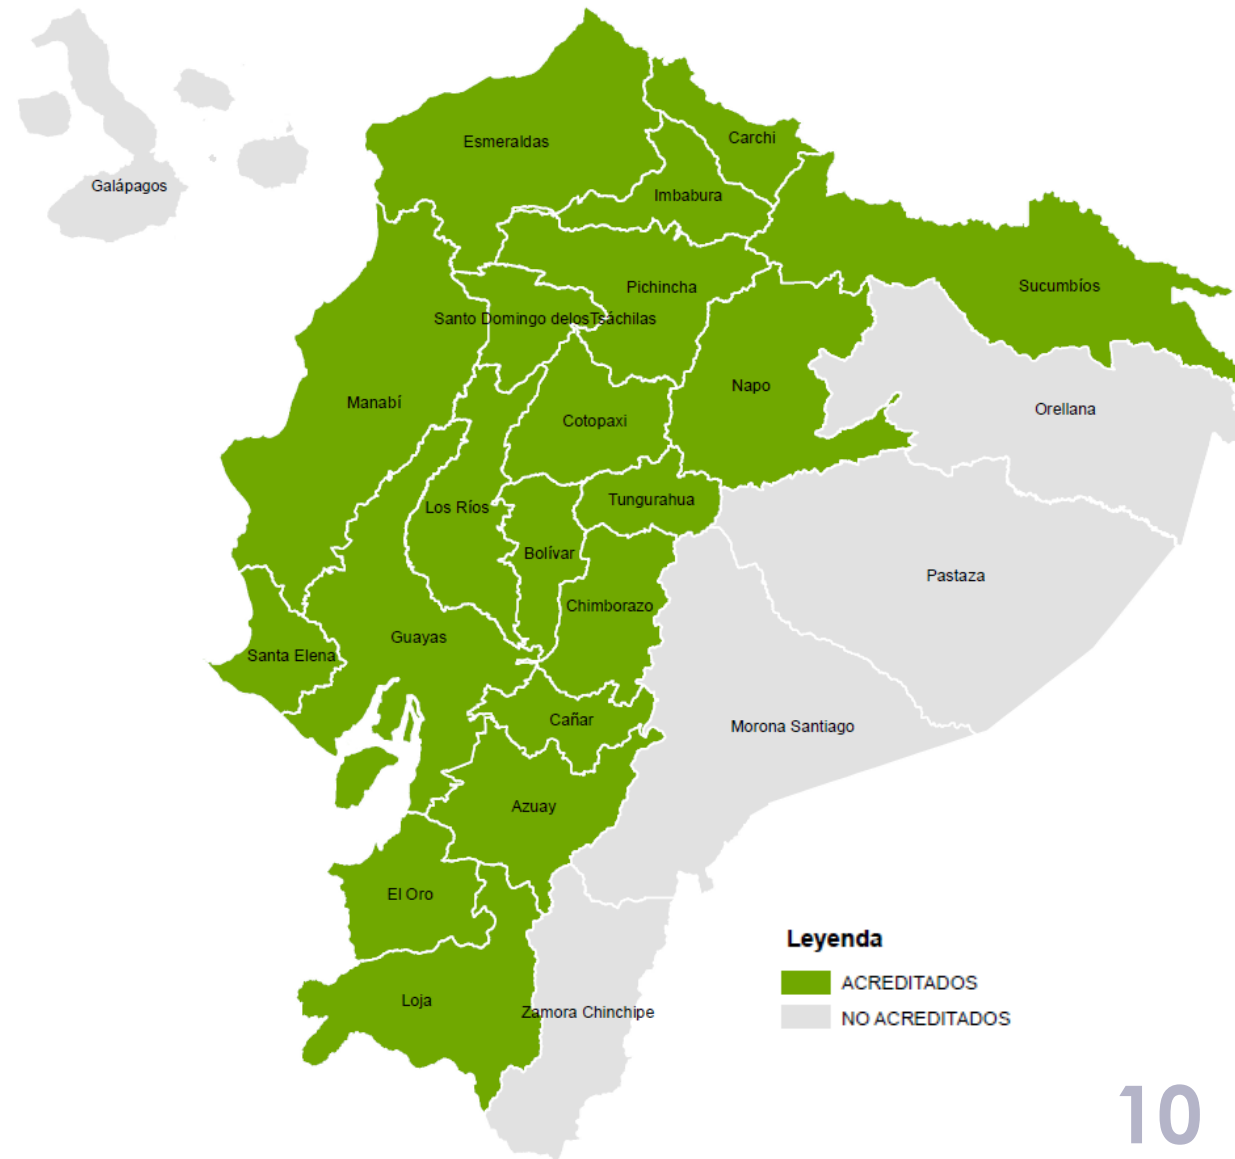 Esmeraldas
Carchi
Galápagos
Imbabura
Pichincha
Sucumbíos
Santo Domingo delosTsáchilas
Napo
Manabí
Orellana
Cotopaxi
Tungurahua
Los Ríos
Bolívar
Pastaza
Chimborazo
Guayas
Santa Elena
Cañar
Morona Santiago
Azuay
El Oro
Loja
Zamora Chinchipe
Leyenda
ACREDITADOS
NO ACREDITADOS
10